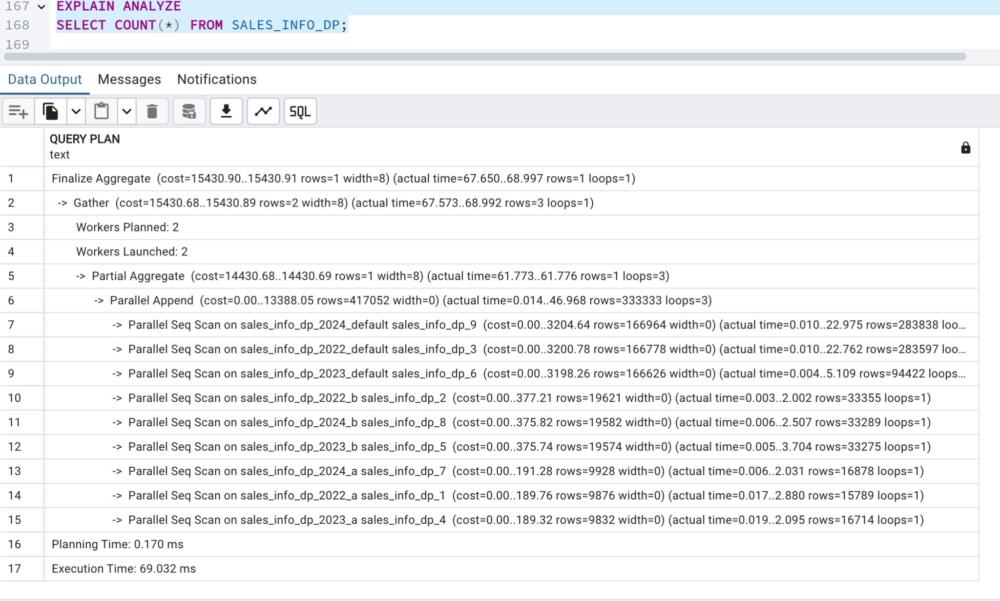 167 EXPLAIN ANALYZE
168 SELECT COUNT(*) FROM SALES_INFO_DP;
169
Data Output Messages Notifications
SQL
QUERY PLAN
text
1 Finalize Aggregate (cost=15430.90..15430.91 rows=1 width=8) (actual time=67.650..68.997 rows=1 loops=1)
2 -> Gather (cost=15430.68..15430.89 rows=2 width=8) (actual time=67.573..68.992 rows=3 loops=1)
3 Workers Planned: 2
4 Workers Launched: 2
5 -> Partial Aggregate (cost=14430.68..14430.69 rows=1 width=8) (actual time=61.773..61.776 rows=1 loops=3)
6 -> Parallel Append (cost=0.00..13388.05 rows=417052 width=0) (actual time=0.014..46.968 rows=333333 loops=3)
7 -> Parallel Seq Scan on sales_info_dp_2024_default sales_info_dp_9 (cost=0.00..3204.64 rows=166964 width=0) (actual time=0.010..22.975 rows=283838 loo…
8 -> Parallel Seq Scan on sales_info_dp_2022_default sales_info_dp_3 (cost=0.00..3200.78 rows=166778 width=0) (actual time=0.010..22.762 rows=283597 loo…
9 -> Parallel Seq Scan on sales_info_dp_2023_default sales_info_dp_6 (cost=0.00..3198.26 rows=166626 width=0) (actual time=0.004..5.109 rows=94422 loops…
10 -> Parallel Seq Scan on sales_info_dp_2022_b sales_info_dp_2 (cost=0.00..377.21 rows=19621 width=0) (actual time=0.003..2.002 rows=33355 loops=1)
11 -> Parallel Seq Scan on sales_info_dp_2024_b sales_info_dp_8 (cost=0.00..375.82 rows=19582 width=0) (actual time=0.006..2.507 rows=33289 loops=1)
12 -> Parallel Seq Scan on sales_info_dp_2023_b sales_info_dp_5 (cost=0.00..375.74 rows=19574 width=0) (actual time=0.005..3.704 rows=33275 loops=1)
13 -> Parallel Seq Scan on sales_info_dp_2024_a sales_info_dp_7 (cost=0.00..191.28 rows=9928 width=0) (actual time=0.006..2.031 rows=16878 loops=1)
14 -> Parallel Seq Scan on sales_info_dp_2022_a sales_info_dp_1 (cost=0.00..189.76 rows=9876 width=0) (actual time=0.017..2.880 rows=15789 loops=1)
15 -> Parallel Seq Scan on sales_info_dp_2023_a sales_info_dp_4 (cost=0.00..189.32 rows=9832 width=0) (actual time=0.019..2.095 rows=16714 loops=1)
16 Planning Time: 0.170 ms
17 Execution Time: 69.032 ms